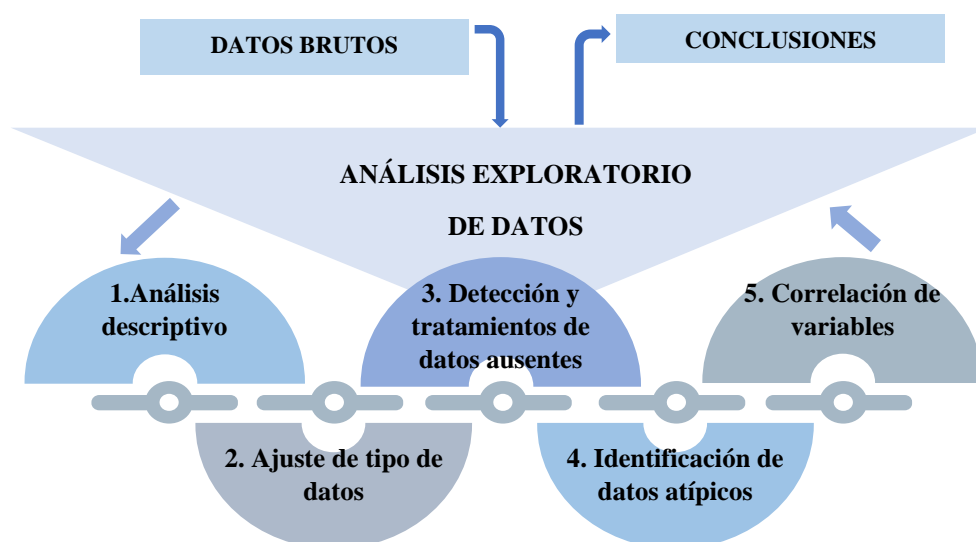 DATOS BRUTOS
CONCLUSIONES
ANÁLISIS EXPLORATORIO
DE DATOS
1.Análisis
descriptivo
3. Detección y
tratamientos de
datos ausentes
5. Correlación de
variables
2. Ajuste de tipo de
datos
4. Identificación de
datos atípicos